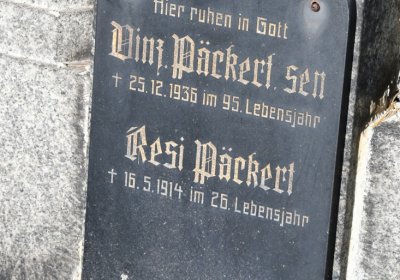 Hier ruhen in Gott
Vinz. Päckert sen
† 25.12.1936 im 95. Lebensjahr
Resi Päckert
† 16.5.1914 im 26. Lebensjahr